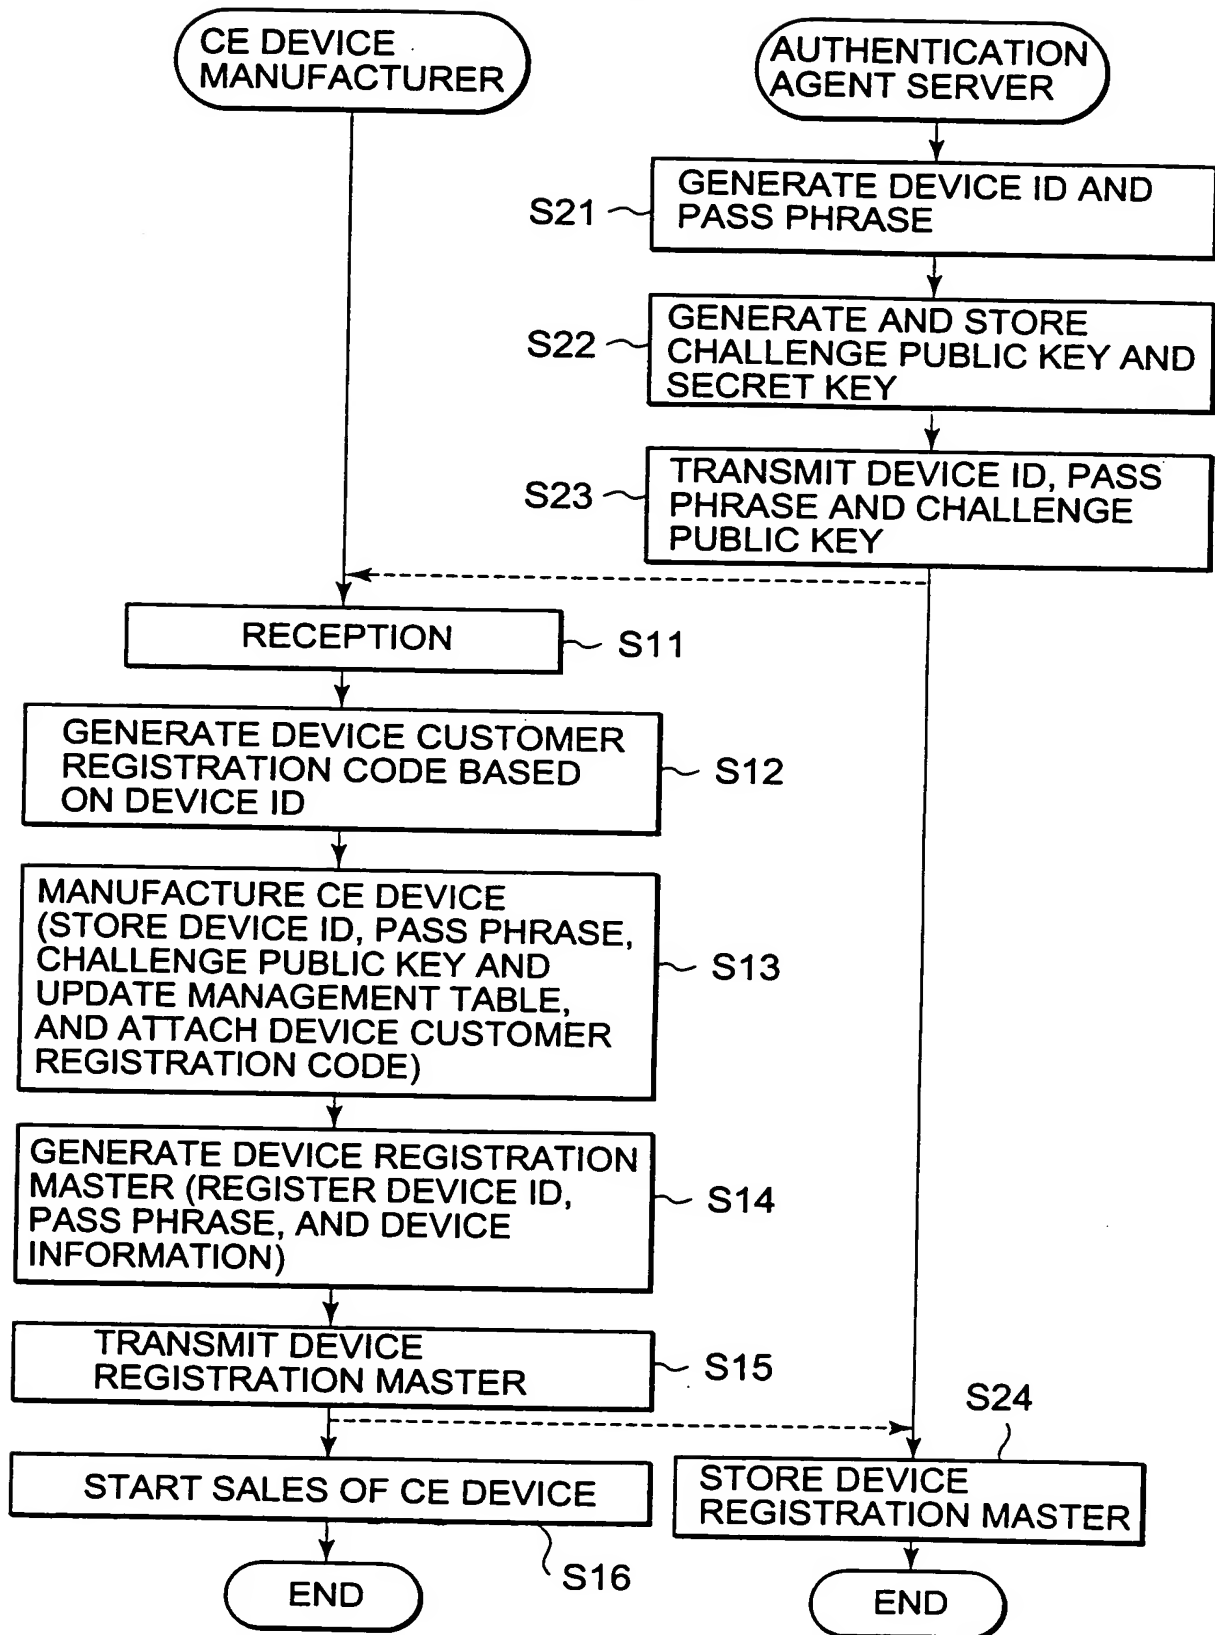 CE DEVICE
MANUFACTURER
AUTHENTICATION
AGENT SERVER
GENERATE DEVICE ID AND
PASS PHRASE
S21
GENERATE AND STORE
CHALLENGE PUBLIC KEY AND
SECRET KEY
S22
TRANSMIT DEVICE ID, PASS
PHRASE AND CHALLENGE
PUBLIC KEY
S23
RECEPTION
S11
GENERATE DEVICE CUSTOMER
REGISTRATION CODE BASED
ON DEVICE ID
S12
MANUFACTURE CE DEVICE
(STORE DEVICE ID, PASS PHRASE,
CHALLENGE PUBLIC KEY AND
UPDATE MANAGEMENT TABLE,
AND ATTACH DEVICE CUSTOMER
REGISTRATION CODE)
S13
GENERATE DEVICE REGISTRATION
MASTER (REGISTER DEVICE ID,
PASS PHRASE, AND DEVICE
INFORMATION)
S14
TRANSMIT DEVICE
REGISTRATION MASTER
S15
S24
START SALES OF CE DEVICE
S16
STORE DEVICE
REGISTRATION MASTER
END
END